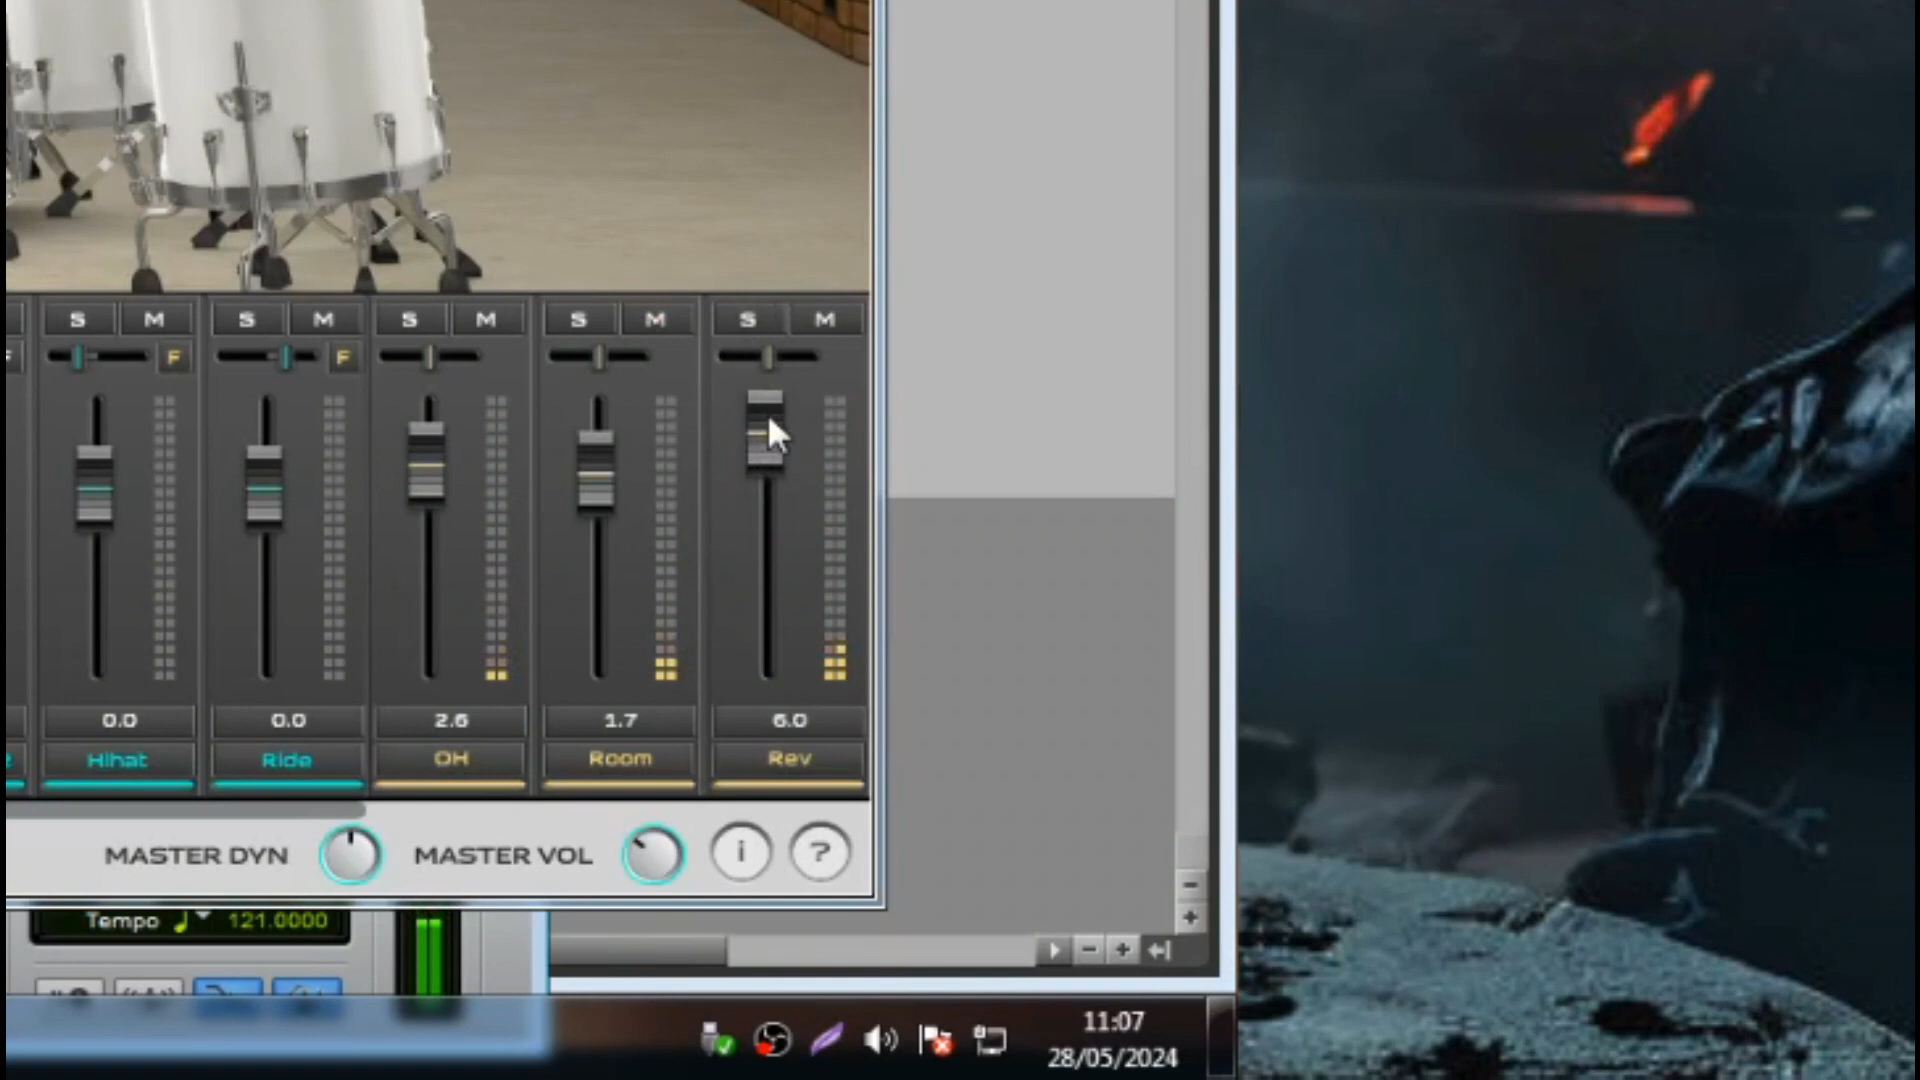 S M S M S M S M S M
F F
0.0 0.0 2.6 1.7 6.0
Hihat Ride OH Room Rev
MASTER DYN MASTER VOL i ?
Tempo 121.0000
11:07
28/05/2024